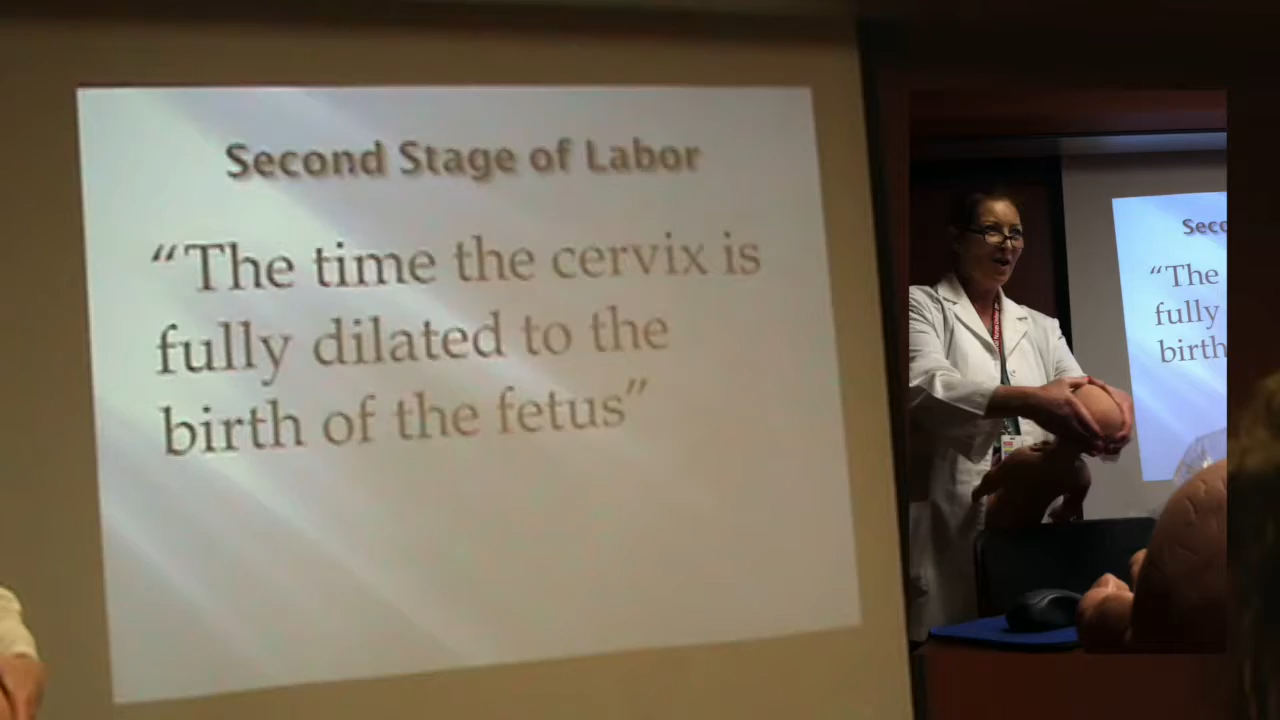 Second Stage of Labor
“The time the cervix is
fully dilated to the
birth of the fetus”
Seco
“The
fully
birth